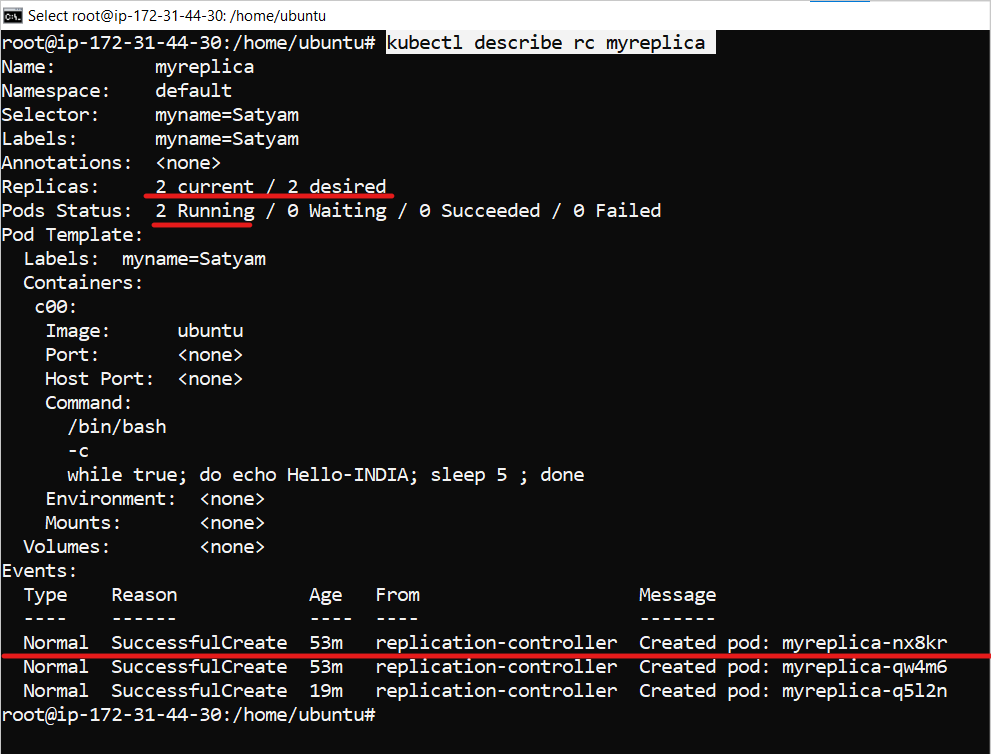 Select root@ip-172-31-44-30: /home/ubuntu
root@ip-172-31-44-30:/home/ubuntu# kubectl describe rc myreplica
Name:         myreplica
Namespace:    default
Selector:     myname=Satyam
Labels:       myname=Satyam
Annotations:  <none>
Replicas:     2 current / 2 desired
Pods Status:  2 Running / 0 Waiting / 0 Succeeded / 0 Failed
Pod Template:
  Labels:  myname=Satyam
  Containers:
   c00:
    Image:      ubuntu
    Port:       <none>
    Host Port:  <none>
    Command:
      /bin/bash
      -c
      while true; do echo Hello-INDIA; sleep 5 ; done
    Environment:  <none>
    Mounts:       <none>
  Volumes:        <none>
Events:
  Type    Reason            Age   From                    Message
  ----    ------            ----  ----                    -------
  Normal  SuccessfulCreate  53m   replication-controller  Created pod: myreplica-nx8kr
  Normal  SuccessfulCreate  53m   replication-controller  Created pod: myreplica-qw4m6
  Normal  SuccessfulCreate  19m   replication-controller  Created pod: myreplica-q5l2n
root@ip-172-31-44-30:/home/ubuntu#